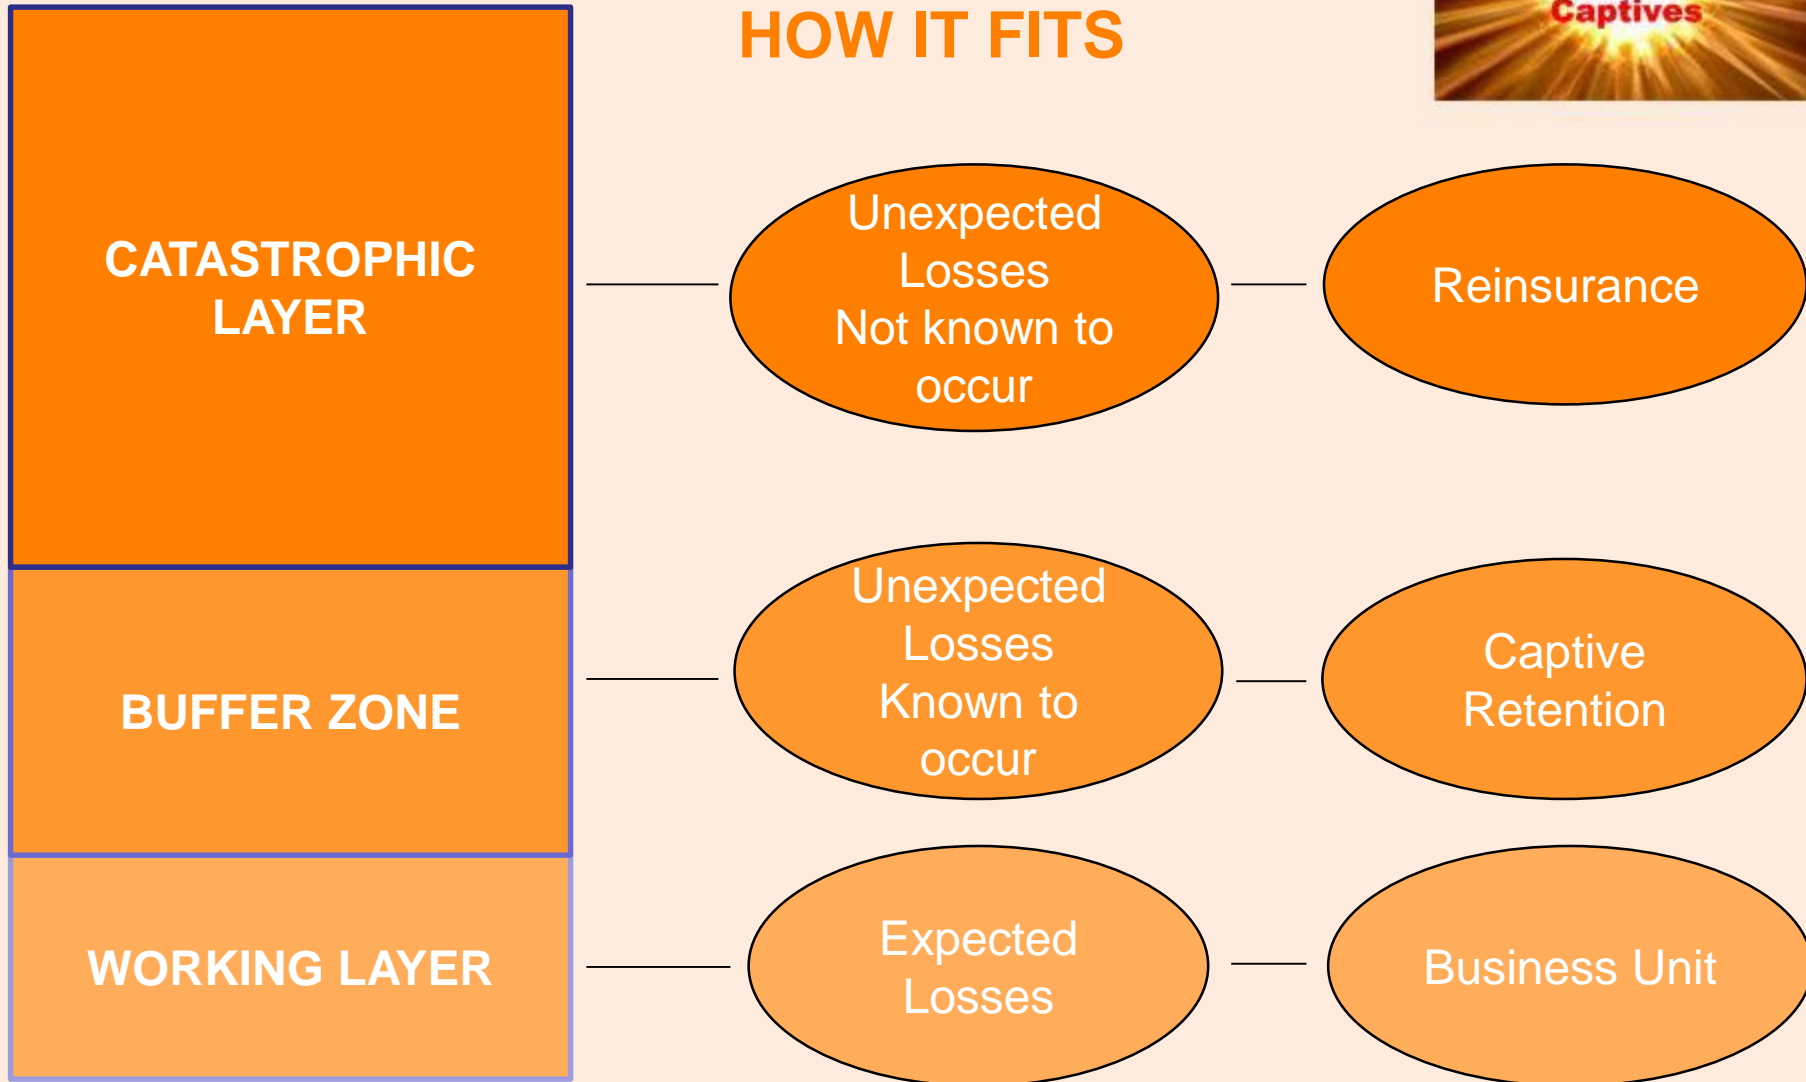 HOW IT FITS
Captives
CATASTROPHIC
LAYER
Unexpected
Losses
Not known to
occur
Reinsurance
BUFFER ZONE
Unexpected
Losses
Known to
occur
Captive
Retention
WORKING LAYER
Expected
Losses
Business Unit